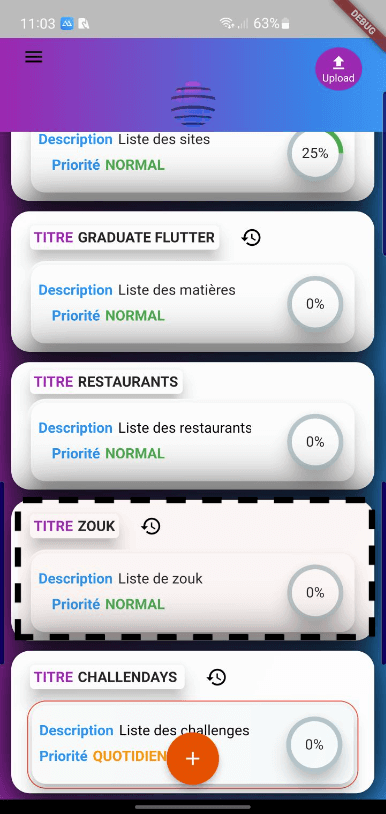 11:03 63%
DEBUG
Upload
Description Liste des sites
Priorité NORMAL
25%
TITRE GRADUATE FLUTTER
Description Liste des matières
Priorité NORMAL
0%
TITRE RESTAURANTS
Description Liste des restaurants
Priorité NORMAL
0%
TITRE ZOUK
Description Liste de zouk
Priorité NORMAL
0%
TITRE CHALLENDAYS
Description Liste des challenges
Priorité QUOTIDIEN
0%
+